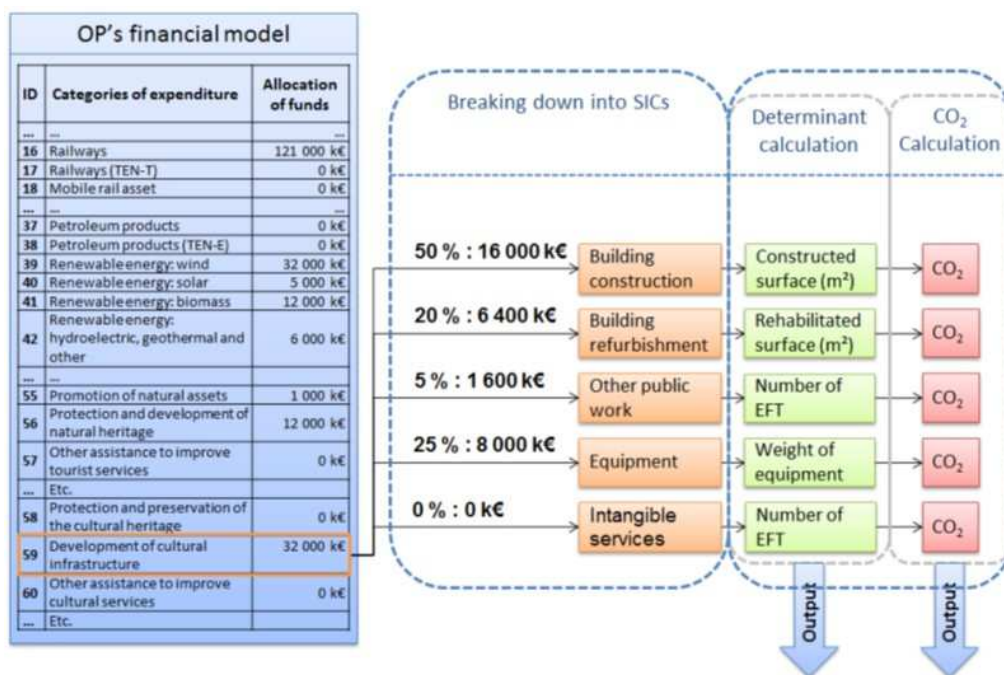 OP's financial model
ID Categories of expenditure Allocation
of funds
... ... ...
16 Railways 121 000 k€
17 Railways (TEN-T) 0 k€
18 Mobile rail asset 0 k€
... ... ...
37 Petroleum products 0 k€
38 Petroleum products (TEN-E) 0 k€
39 Renewable energy: wind 32 000 k€
40 Renewable energy: solar 5 000 k€
41 Renewable energy: biomass 12 000 k€
Renewable energy:
42 hydroelectric, geothermal and 6 000 k€
other
... ...
55 Promotion of natural assets 1 000 k€
56 Protection and development of 12 000 k€
natural heritage
57 Other assistance to improve 0 k€
tourist services
... Etc.
58 Protection and preservation of 0 k€
the cultural heritage
59 Development of cultural 32 000 k€
infrastructure
60 Other assistance to improve 0 k€
cultural services
... Etc.
Breaking down into SICs
Determinant
calculation
CO₂
Calculation
50 % : 16 000 k€
Building
construction
Constructed
surface (m²)
CO₂
20 % : 6 400 k€
Building
refurbishment
Rehabilitated
surface (m²)
CO₂
5 % : 1 600 k€
Other public
work
Number of
EFT
CO₂
25 % : 8 000 k€
Equipment
Weight of
equipment
CO₂
0 % : 0 k€
Intangible
services
Number of
EFT
CO₂
Output
Output